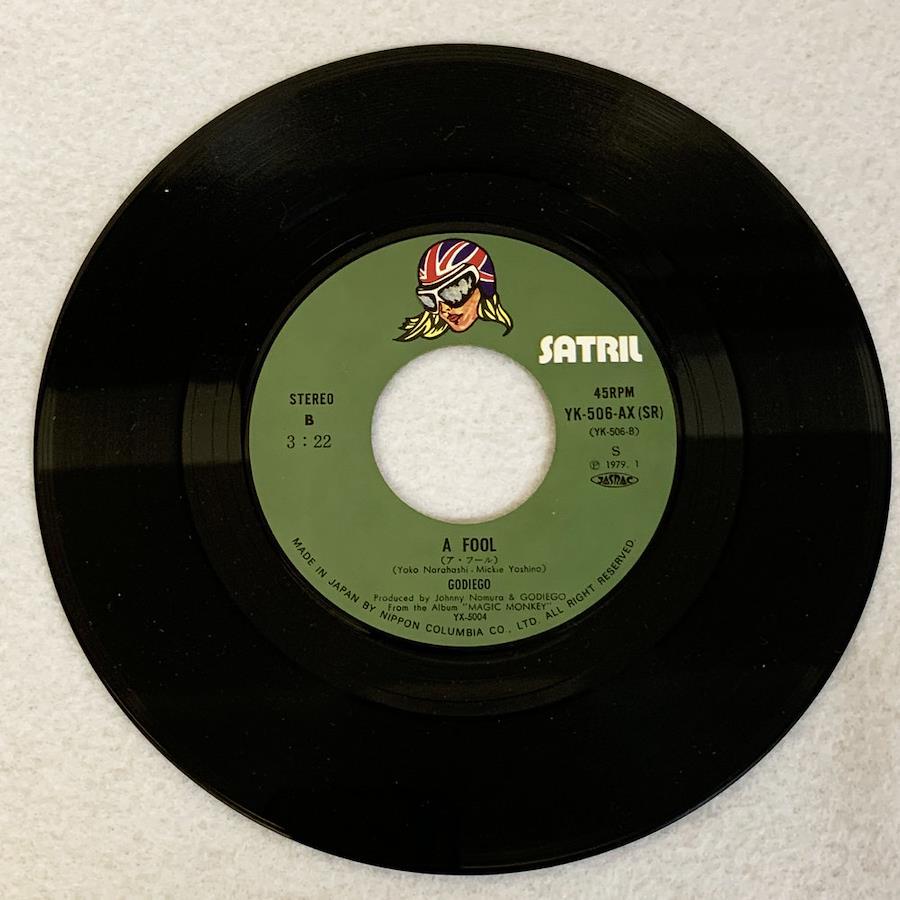 SATRIL
STEREO
B
3:22
45RPM
YK-506-AX(SR)
(YK-506-B)
S
Ⓟ 1979. 1
JASRAC
A FOOL
(ア・フール)
(Yoko Narahashi - Mickie Yoshino)
GODIEGO
Produced by Johnny Nomura & GODIEGO
From the Album "MAGIC MONKEY"
YX-5004
MADE IN JAPAN BY NIPPON COLUMBIA CO., LTD. ALL RIGHT RESERVED.